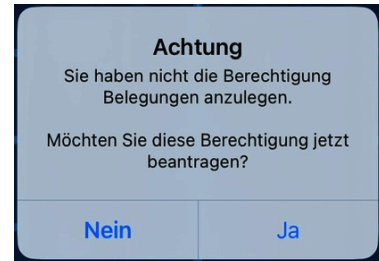 Achtung
Sie haben nicht die Berechtigung
Belegungen anzulegen.
Möchten Sie diese Berechtigung jetzt
beantragen?
Nein
Ja